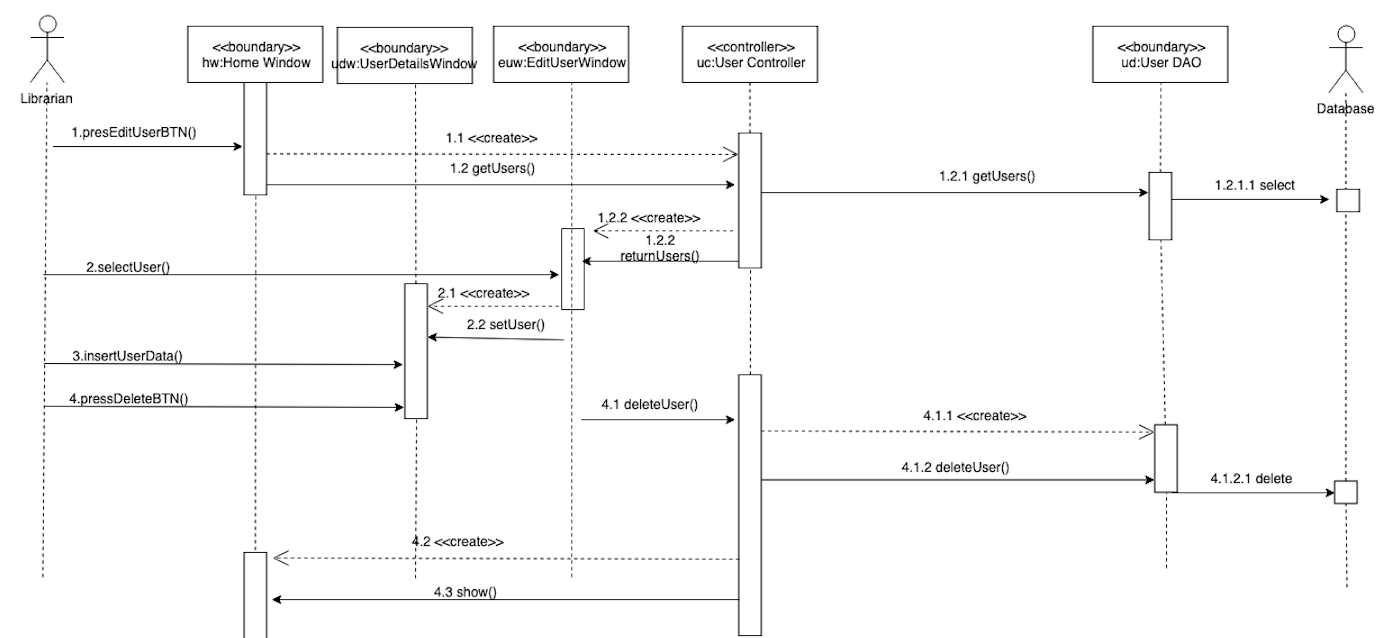 <<boundary>>
hw:Home Window
<<boundary>>
udw:UserDetailsWindow
<<boundary>>
euw:EditUserWindow
<<controller>>
uc:User Controller
<<boundary>>
ud:User DAO
Librarian
Database
1.presEditUserBTN()
1.1 <<create>>
1.2 getUsers()
1.2.1 getUsers()
1.2.1.1 select
1.2.2 <<create>>
1.2.2
returnUsers()
2.selectUser()
2.1 <<create>>
2.2 setUser()
3.insertUserData()
4.pressDeleteBTN()
4.1 deleteUser()
4.1.1 <<create>>
4.1.2 deleteUser()
4.1.2.1 delete
4.2 <<create>>
4.3 show()